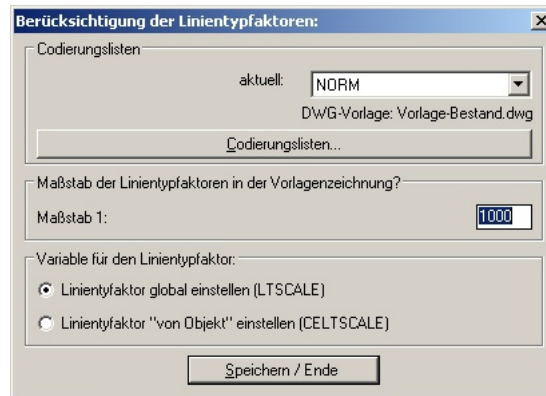 Berücksichtigung der Linientypfaktoren:
Codierungslisten
aktuell: NORM
DWG-Vorlage: Vorlage-Bestand.dwg
Codierungslisten...
Maßstab der Linientypfaktoren in der Vorlagenzeichnung?
Maßstab 1: 1000
Variable für den Linientypfaktor:
Linientyfaktor global einstellen (LTSCALE)
Linientyfaktor "von Objekt" einstellen (CELTSCALE)
Speichern / Ende